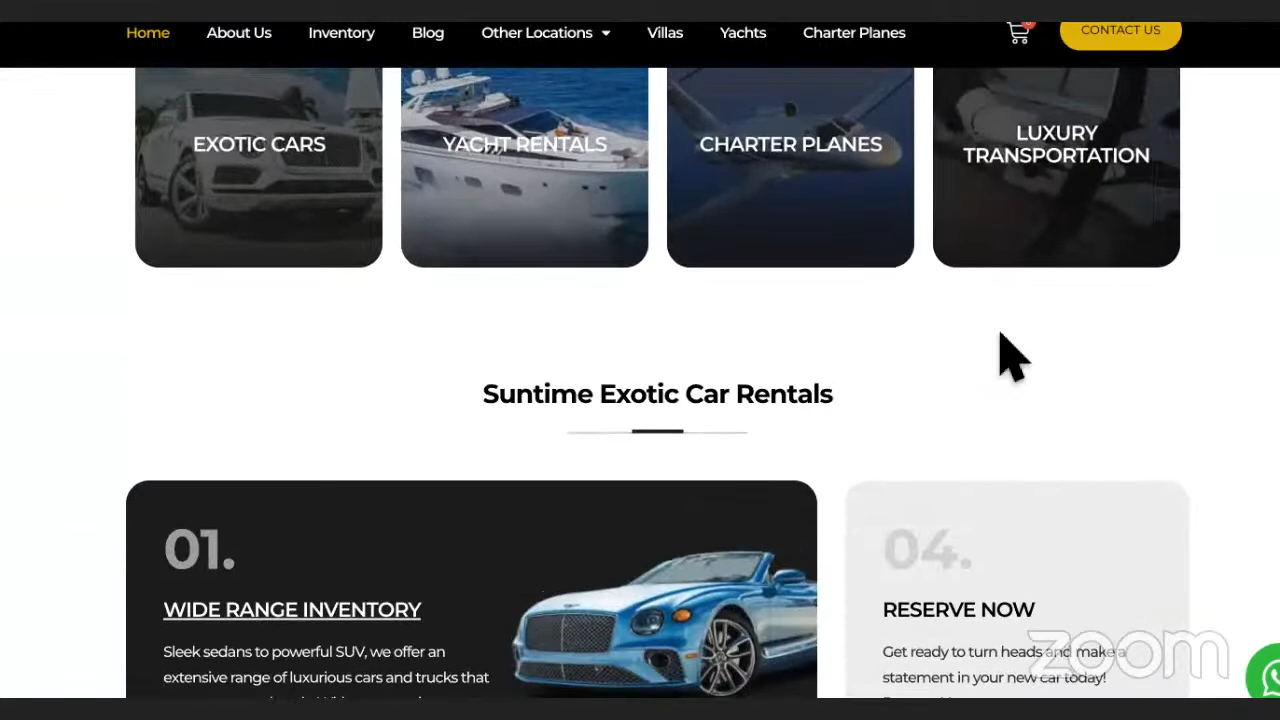 Home About Us Inventory Blog Other Locations Villas Yachts Charter Planes CONTACT US
EXOTIC CARS
YACHT RENTALS
CHARTER PLANES
LUXURY
TRANSPORTATION
Suntime Exotic Car Rentals
01.
WIDE RANGE INVENTORY
Sleek sedans to powerful SUV, we offer an
extensive range of luxurious cars and trucks that
04.
RESERVE NOW
Get ready to turn heads and make a
statement in your new car today!
zoom